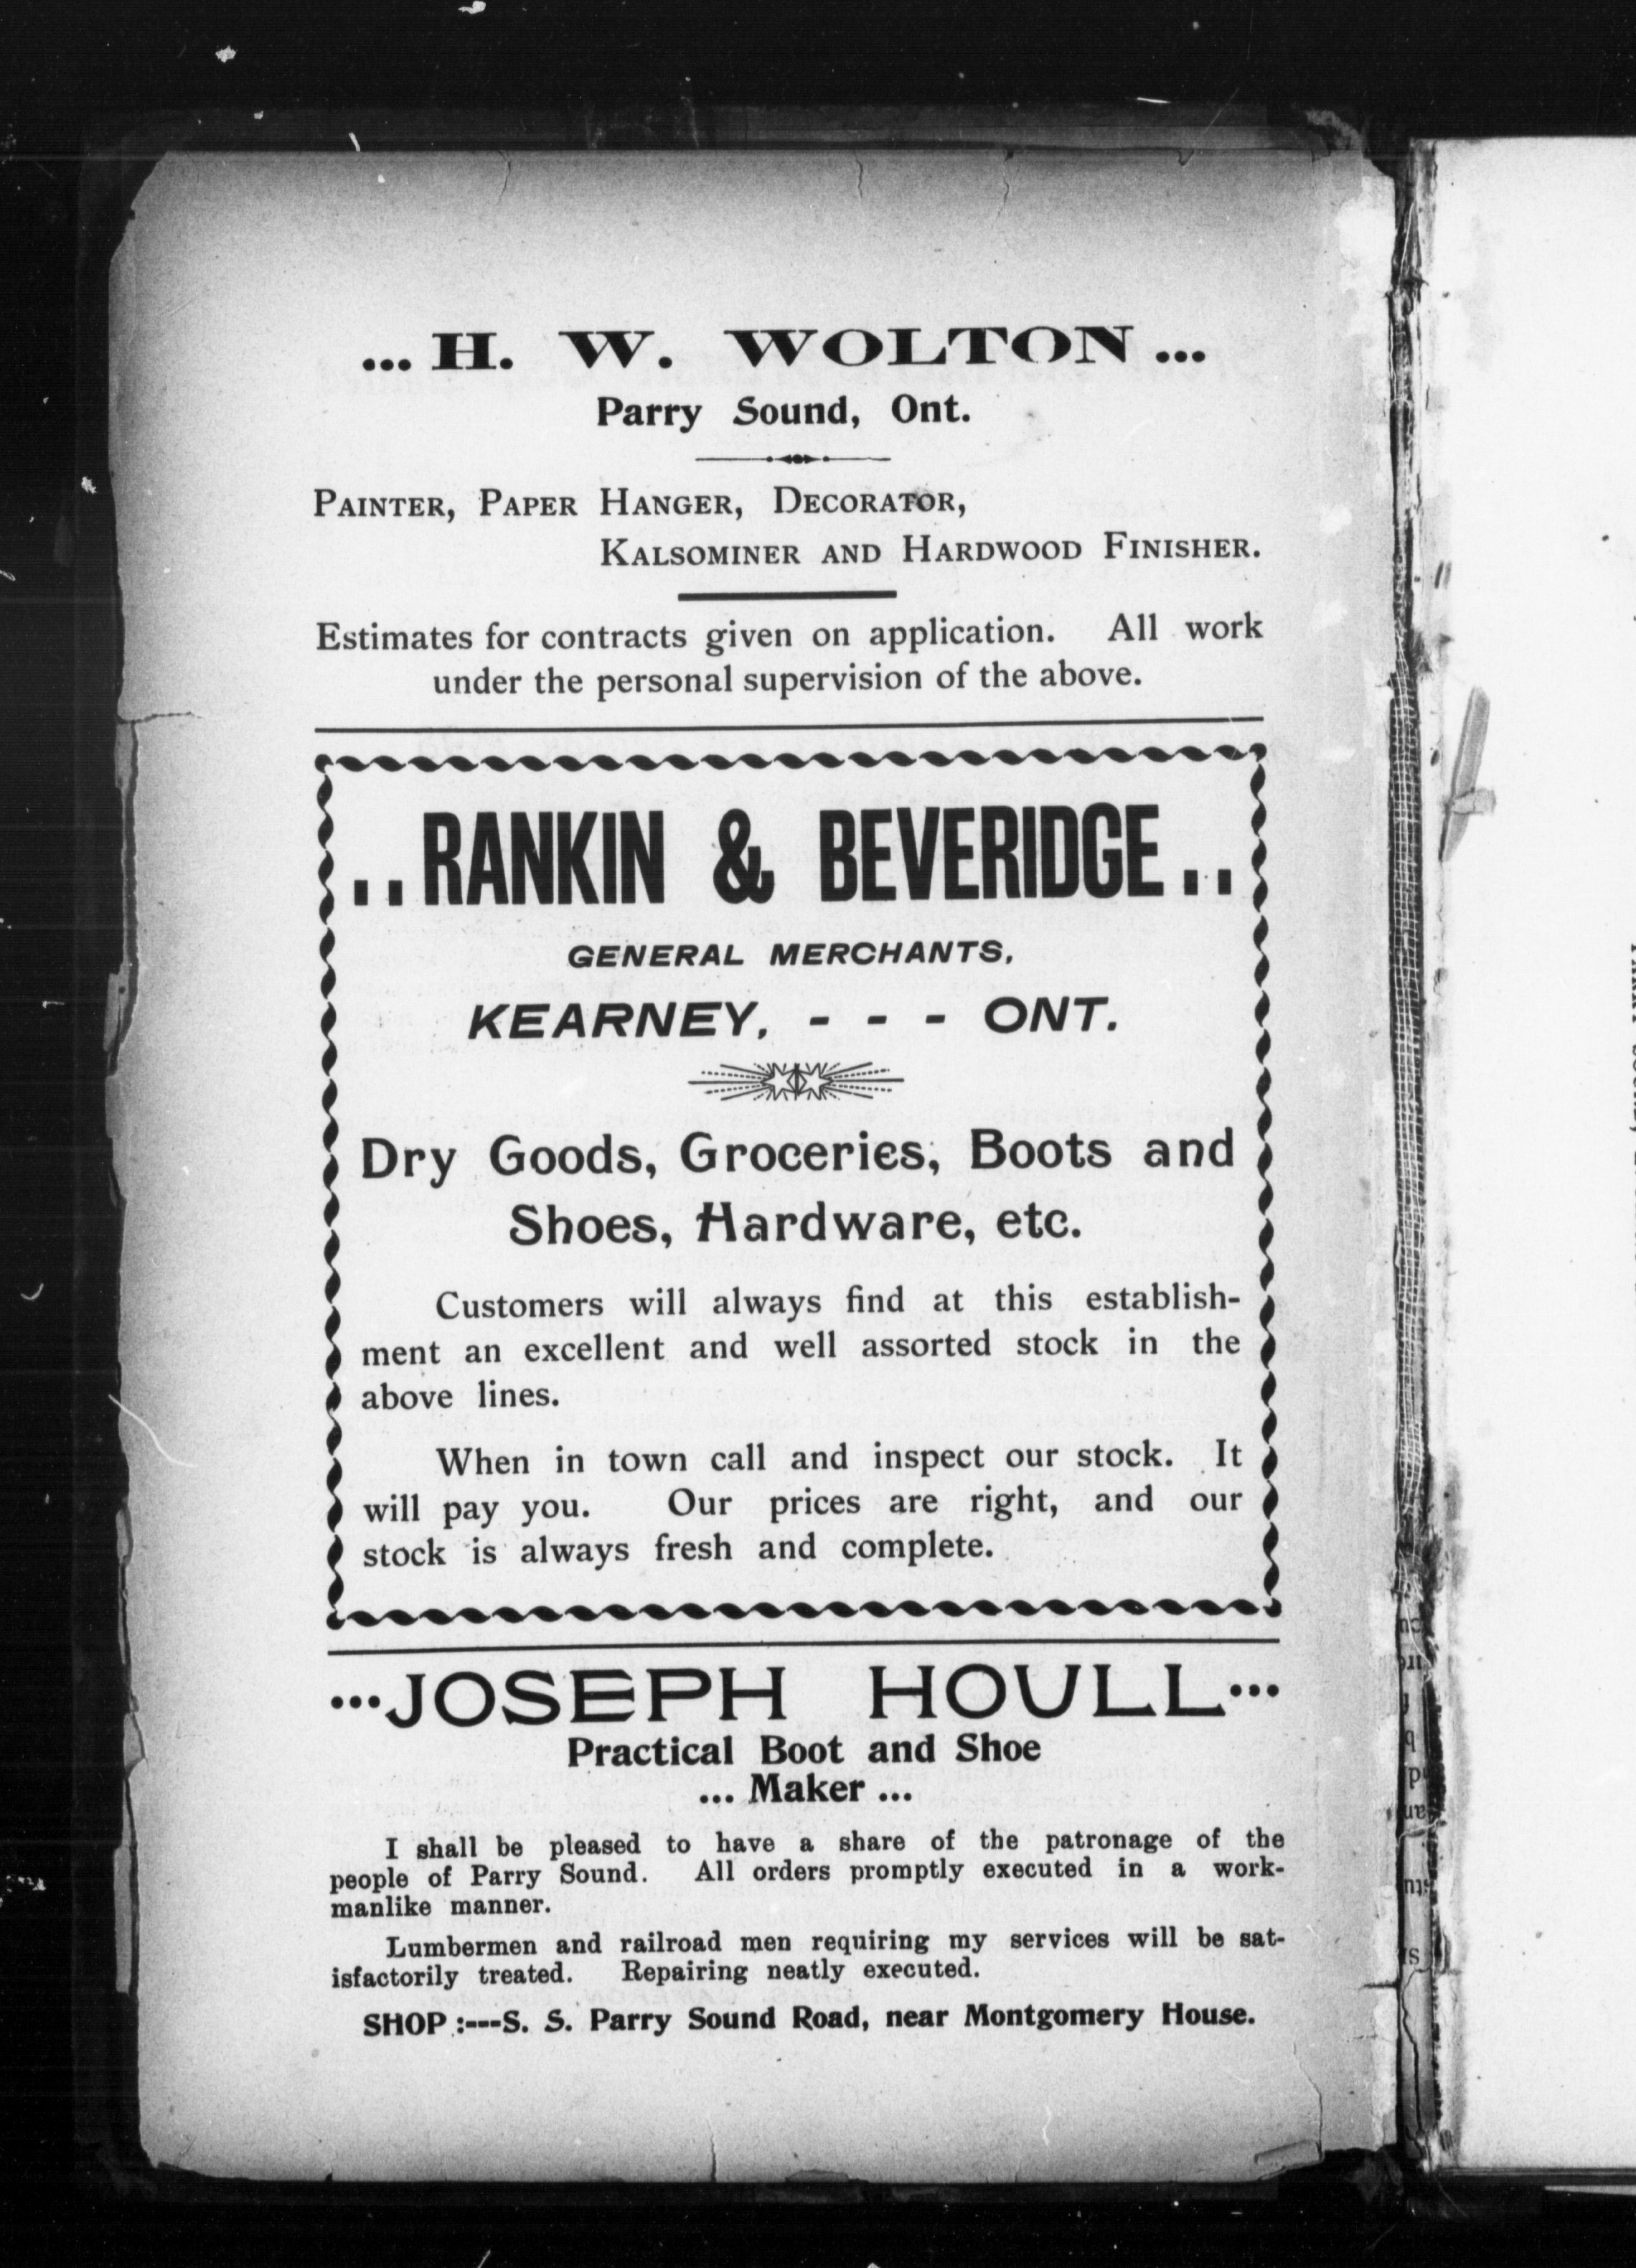 ... H. W. WOLTON ...
Parry Sound, Ont.
PAINTER, PAPER HANGER, DECORATOR,
KALSOMINER AND HARDWOOD FINISHER.
Estimates for contracts given on application. All work
under the personal supervision of the above.
. . RANKIN & BEVERIDGE . .
GENERAL MERCHANTS,
KEARNEY, - - - ONT.
Dry Goods, Groceries, Boots and
Shoes, Hardware, etc.
Customers will always find at this establish-
ment an excellent and well assorted stock in the
above lines.
When in town call and inspect our stock. It
will pay you. Our prices are right, and our
stock is always fresh and complete.
...JOSEPH HOULL...
Practical Boot and Shoe
... Maker ...
I shall be pleased to have a share of the patronage of the
people of Parry Sound. All orders promptly executed in a work-
manlike manner.
Lumbermen and railroad men requiring my services will be sat-
isfactorily treated. Repairing neatly executed.
SHOP :---S. S. Parry Sound Road, near Montgomery House.